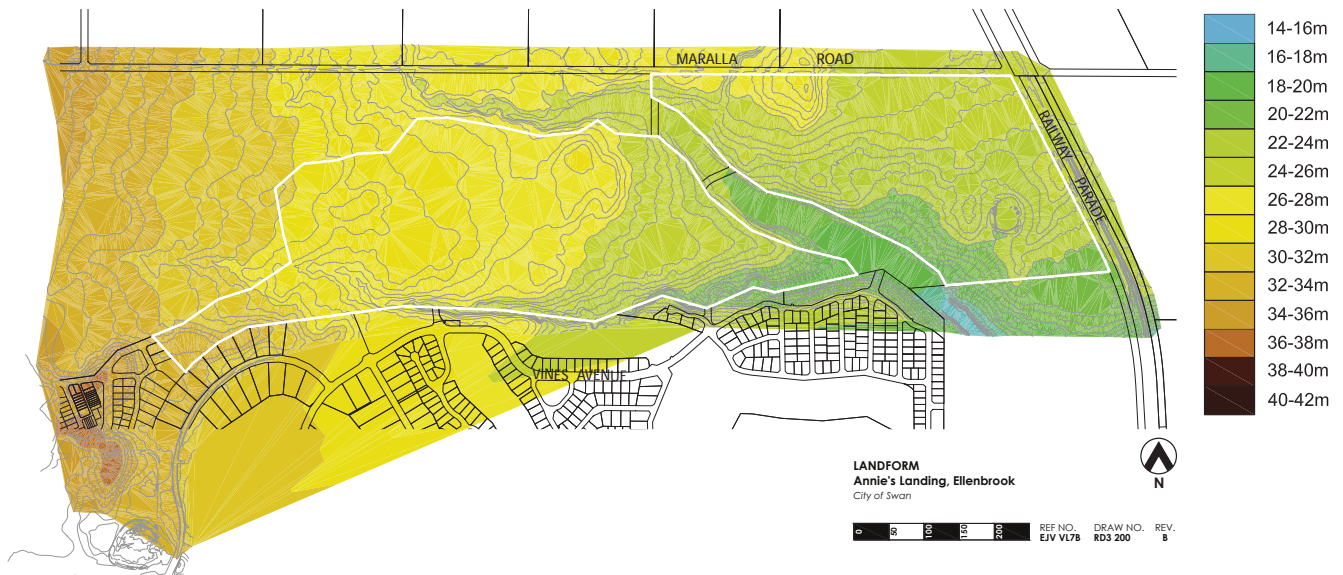 MARALLA ROAD
RAILWAY PARADE
VINES AVENUE
14-16m
16-18m
18-20m
20-22m
22-24m
24-26m
26-28m
28-30m
30-32m
32-34m
34-36m
36-38m
38-40m
40-42m
N
LANDFORM
Annie's Landing, Ellenbrook
City of Swan
0 50 100 150 200
REF NO. DRAW NO. REV.
EJV VL7B RD3 200 B